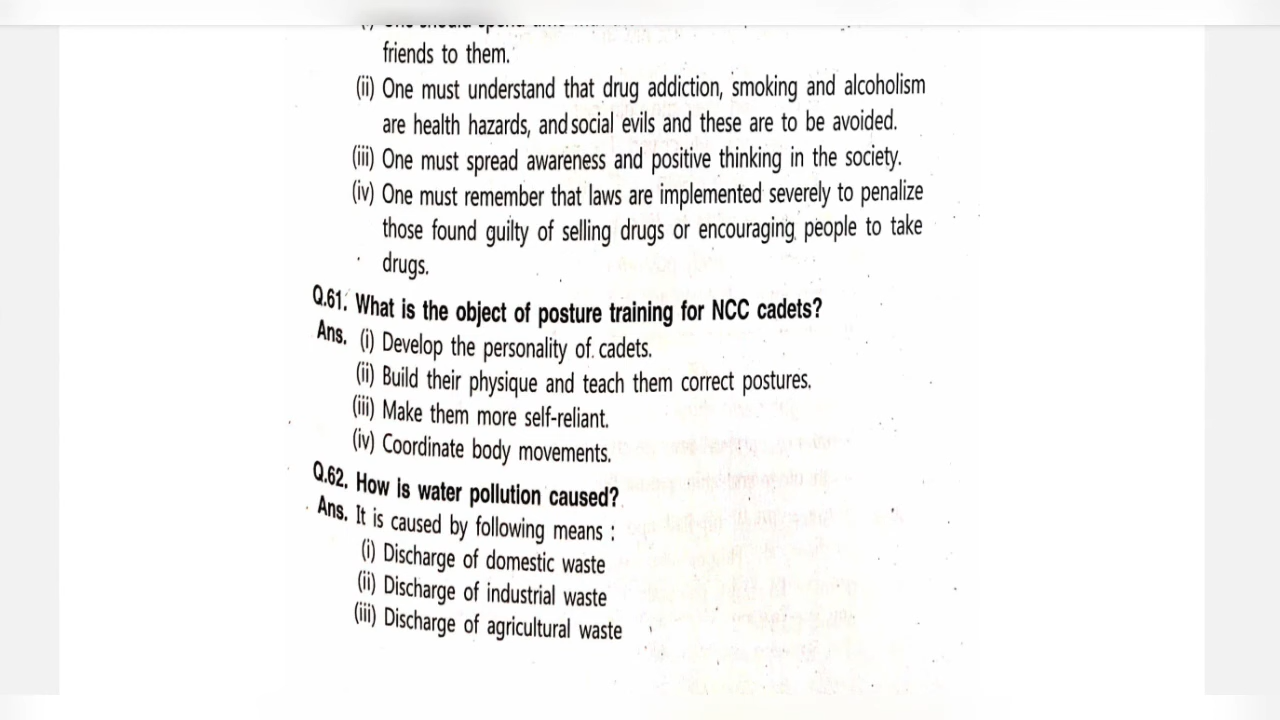 friends to them.
(ii) One must understand that drug addiction, smoking and alcoholism
are health hazards, and social evils and these are to be avoided.
(iii) One must spread awareness and positive thinking in the society.
(iv) One must remember that laws are implemented severely to penalize
those found guilty of selling drugs or encouraging people to take
drugs.
Q.61. What is the object of posture training for NCC cadets?
Ans. (i) Develop the personality of cadets.
(ii) Build their physique and teach them correct postures.
(iii) Make them more self-reliant.
(iv) Coordinate body movements.
Q.62. How is water pollution caused?
Ans. It is caused by following means :
(i) Discharge of domestic waste
(ii) Discharge of industrial waste
(iii) Discharge of agricultural waste